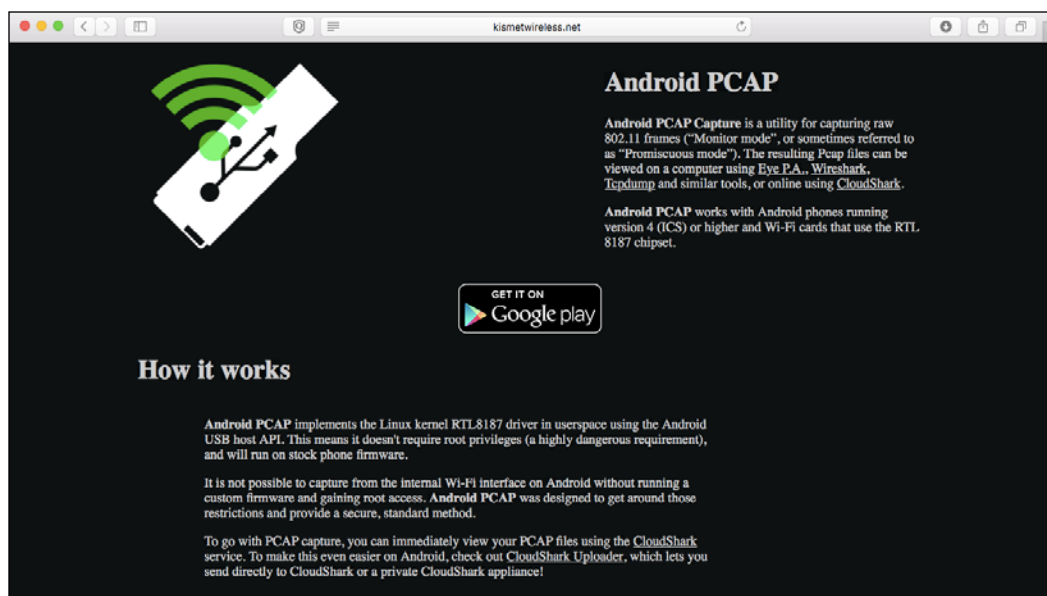 kismetwireless.net
Android PCAP
Android PCAP Capture is a utility for capturing raw
802.11 frames (“Monitor mode”, or sometimes referred to
as “Promiscuous mode”). The resulting Pcap files can be
viewed on a computer using Eye P.A., Wireshark,
Tcpdump and similar tools, or online using CloudShark.
Android PCAP works with Android phones running
version 4 (ICS) or higher and Wi-Fi cards that use the RTL
8187 chipset.
GET IT ON
Google play
How it works
Android PCAP implements the Linux kernel RTL8187 driver in userspace using the Android
USB host API. This means it doesn't require root privileges (a highly dangerous requirement),
and will run on stock phone firmware.
It is not possible to capture from the internal Wi-Fi interface on Android without running a
custom firmware and gaining root access. Android PCAP was designed to get around those
restrictions and provide a secure, standard method.
To go with PCAP capture, you can immediately view your PCAP files using the CloudShark
service. To make this even easier on Android, check out CloudShark Uploader, which lets you
send directly to CloudShark or a private CloudShark appliance!